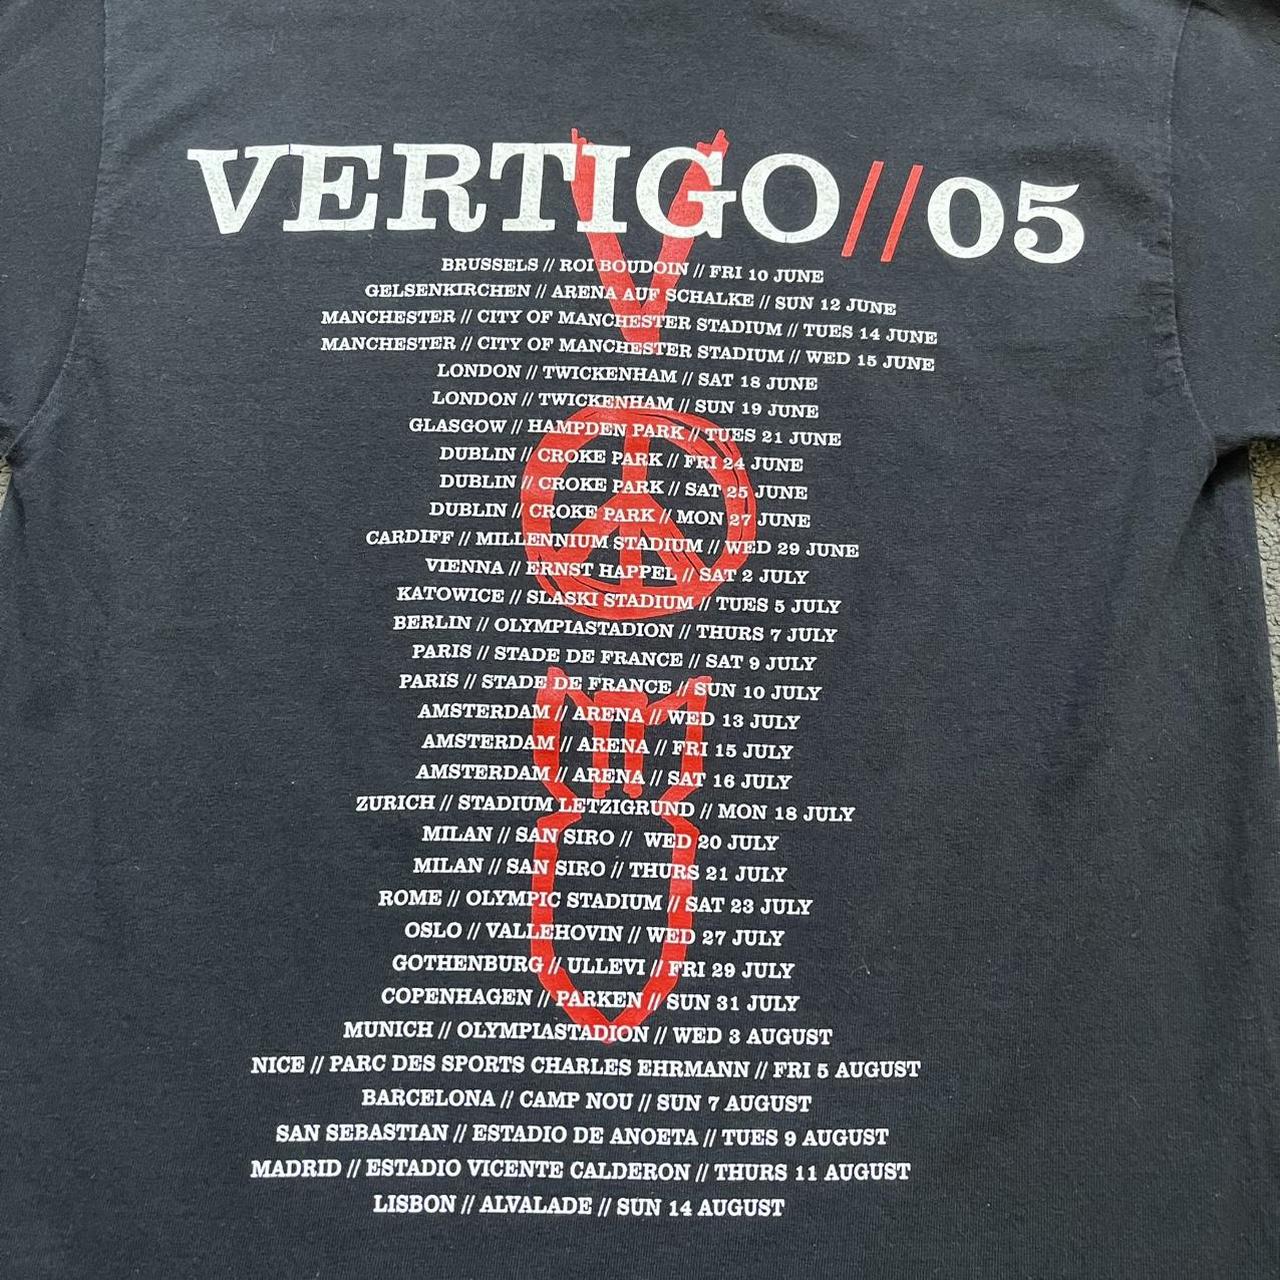 VERTIGO//05
BRUSSELS // ROI BOUDOIN // FRI 10 JUNE
GELSENKIRCHEN // ARENA AUF SCHALKE // SUN 12 JUNE
MANCHESTER // CITY OF MANCHESTER STADIUM // TUES 14 JUNE
MANCHESTER // CITY OF MANCHESTER STADIUM // WED 15 JUNE
LONDON // TWICKENHAM // SAT 18 JUNE
LONDON // TWICKENHAM // SUN 19 JUNE
GLASGOW // HAMPDEN PARK // TUES 21 JUNE
DUBLIN // CROKE PARK // FRI 24 JUNE
DUBLIN // CROKE PARK // SAT 25 JUNE
DUBLIN // CROKE PARK // MON 27 JUNE
CARDIFF // MILLENNIUM STADIUM // WED 29 JUNE
VIENNA // ERNST HAPPEL // SAT 2 JULY
KATOWICE // SLASKI STADIUM // TUES 5 JULY
BERLIN // OLYMPIASTADION // THURS 7 JULY
PARIS // STADE DE FRANCE // SAT 9 JULY
PARIS // STADE DE FRANCE // SUN 10 JULY
AMSTERDAM // ARENA // WED 13 JULY
AMSTERDAM // ARENA // FRI 15 JULY
AMSTERDAM // ARENA // SAT 16 JULY
ZURICH // STADIUM LETZIGRUND // MON 18 JULY
MILAN // SAN SIRO // WED 20 JULY
MILAN // SAN SIRO // THURS 21 JULY
ROME // OLYMPIC STADIUM // SAT 23 JULY
OSLO // VALLEHOVIN // WED 27 JULY
GOTHENBURG // ULLEVI // FRI 29 JULY
COPENHAGEN // PARKEN // SUN 31 JULY
MUNICH // OLYMPIASTADION // WED 3 AUGUST
NICE // PARC DES SPORTS CHARLES EHRMANN // FRI 5 AUGUST
BARCELONA // CAMP NOU // SUN 7 AUGUST
SAN SEBASTIAN // ESTADIO DE ANOETA // TUES 9 AUGUST
MADRID // ESTADIO VICENTE CALDERON // THURS 11 AUGUST
LISBON // ALVALADE // SUN 14 AUGUST